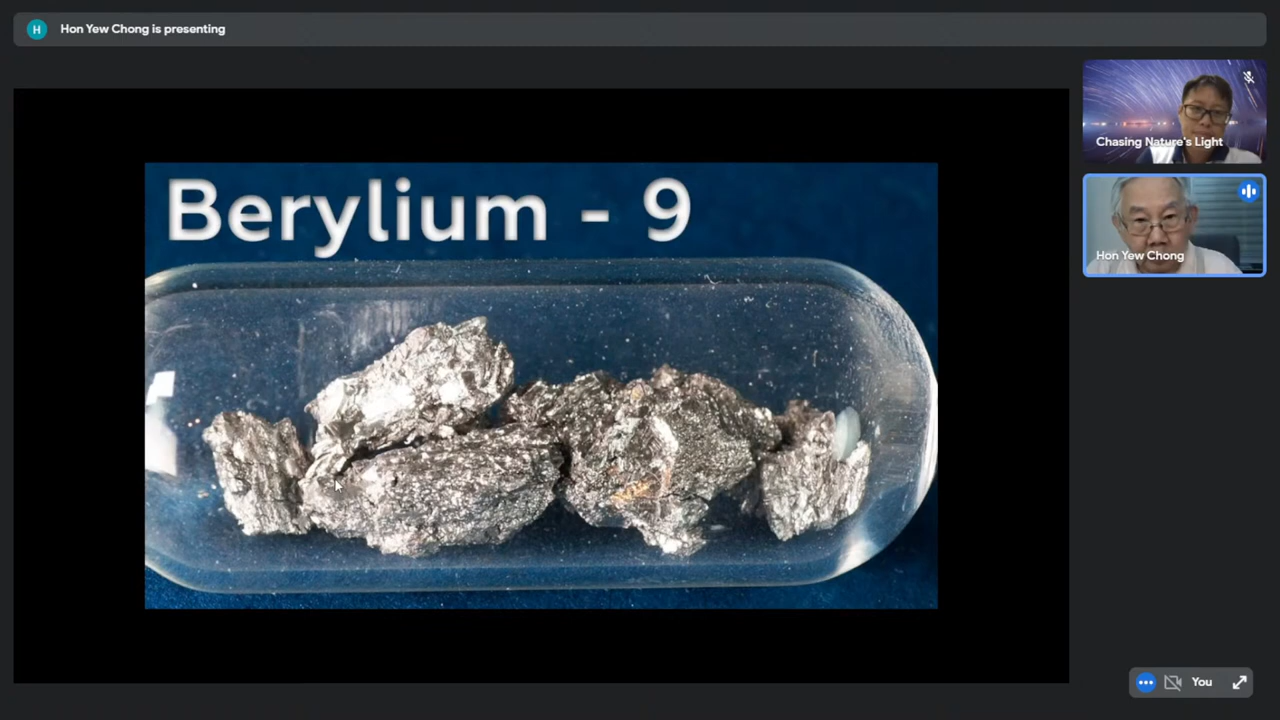 H
Hon Yew Chong is presenting
Berylium - 9
Chasing Nature's Light
Hon Yew Chong
You